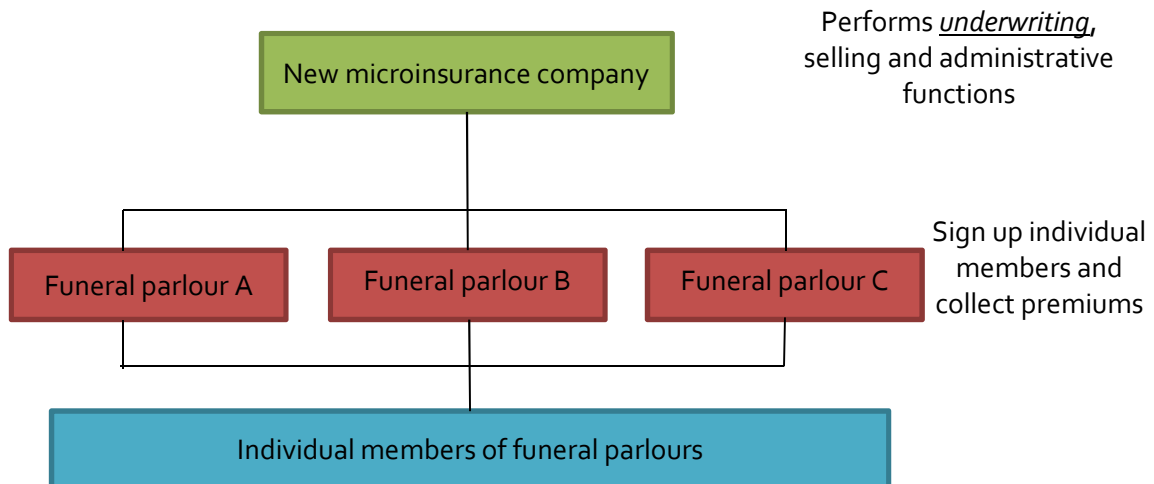 Performs underwriting,
selling and administrative
functions
New microinsurance company
Funeral parlour A
Funeral parlour B
Funeral parlour C
Sign up individual
members and
collect premiums
Individual members of funeral parlours